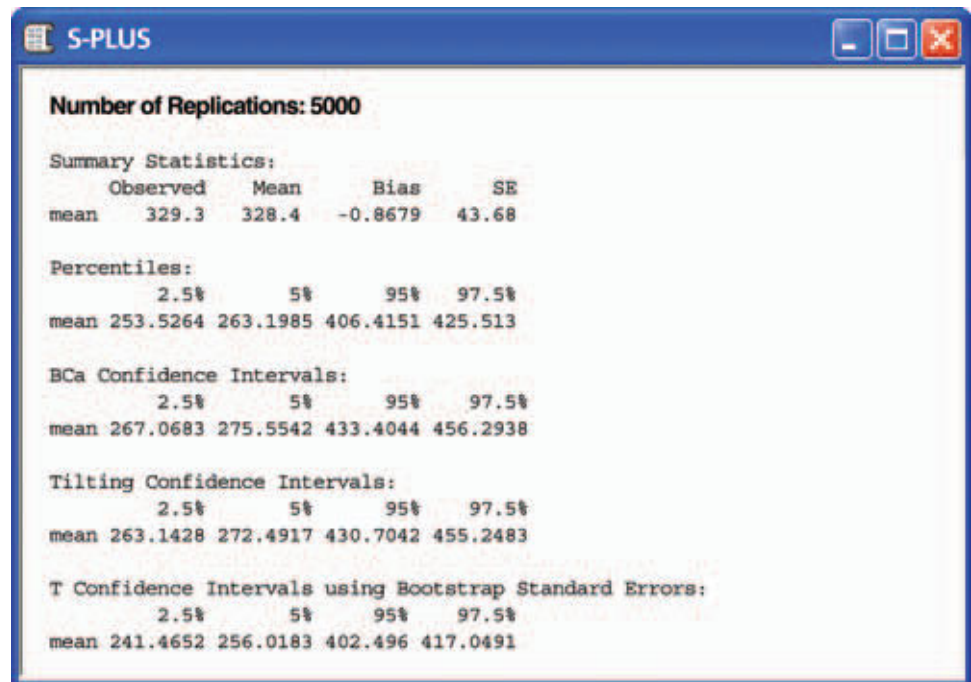 S-PLUS
Number of Replications: 5000
Summary Statistics:
Observed Mean Bias SE
mean 329.3 328.4 -0.8679 43.68
Percentiles:
2.5% 5% 95% 97.5%
mean 253.5264 263.1985 406.4151 425.513
BCa Confidence Intervals:
2.5% 5% 95% 97.5%
mean 267.0683 275.5542 433.4044 456.2938
Tilting Confidence Intervals:
2.5% 5% 95% 97.5%
mean 263.1428 272.4917 430.7042 455.2483
T Confidence Intervals using Bootstrap Standard Errors:
2.5% 5% 95% 97.5%
mean 241.4652 256.0183 402.496 417.0491